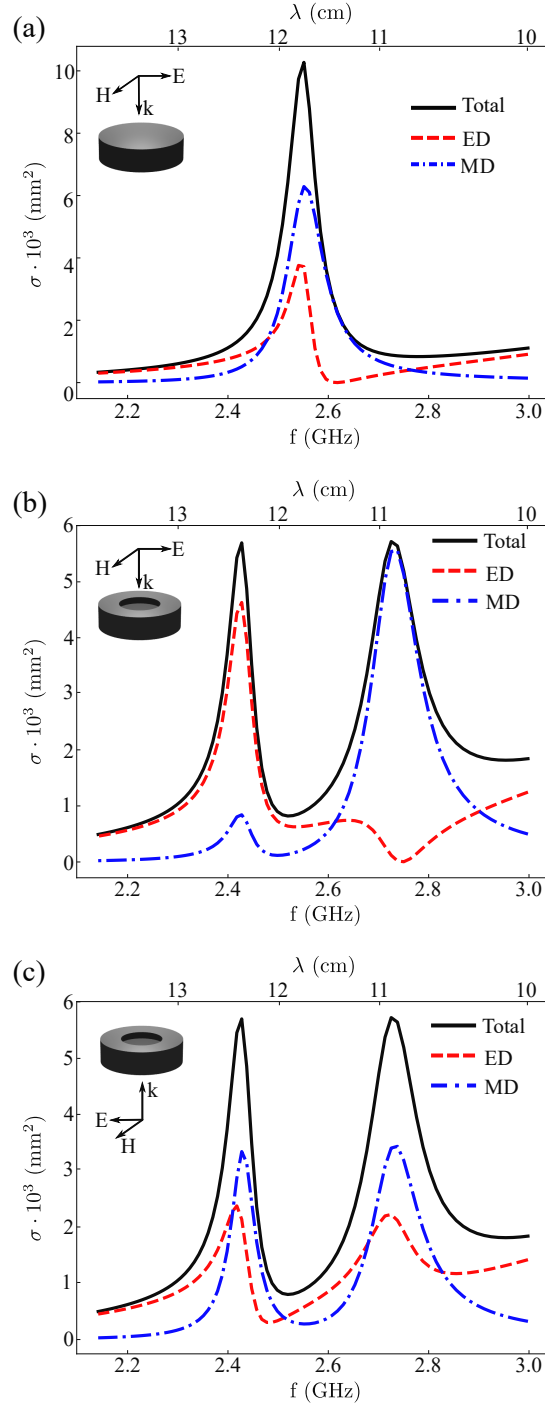 (a)
λ (cm)
13 12 11 10
E
H
k
Total
ED
MD
σ · 10³ (mm²)
10
8
6
4
2
0
2.2 2.4 2.6 2.8 3.0
f (GHz)
(b)
λ (cm)
13 12 11 10
E
H
k
Total
ED
MD
σ · 10³ (mm²)
6
5
4
3
2
1
0
2.2 2.4 2.6 2.8 3.0
f (GHz)
(c)
λ (cm)
13 12 11 10
k
E
H
Total
ED
MD
σ · 10³ (mm²)
6
5
4
3
2
1
0
2.2 2.4 2.6 2.8 3.0
f (GHz)